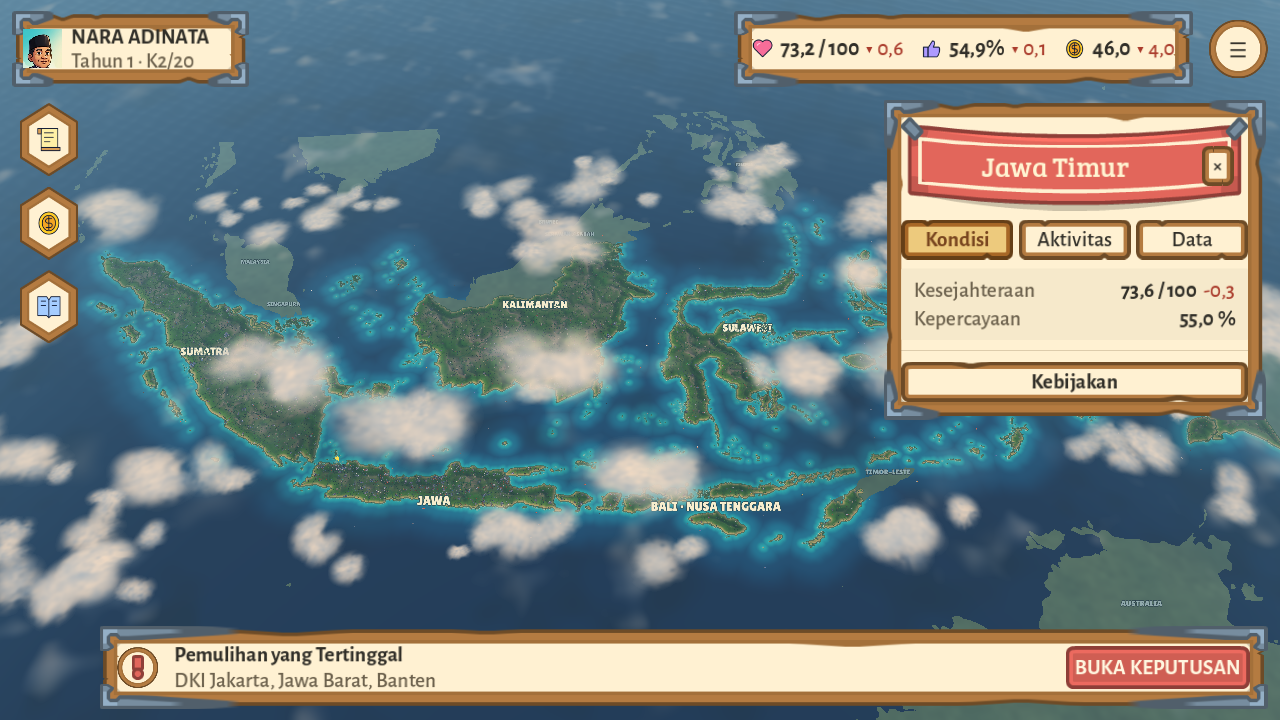 NARA ADINATA
Tahun 1 · K2/20
73,2 / 100 ▾ 0,6
54,9% ▾ 0,1
46,0 ▾ 4,0
Jawa Timur
×
Kondisi
Aktivitas
Data
Kesejahteraan 73,6 / 100 -0,3
Kepercayaan 55,0 %
Kebijakan
MALAYSIA
SINGAPURA
KALIMANTAN
SULAWESI
SUMATRA
JAWA
BALI · NUSA TENGGARA
TIMOR-LESTE
AUSTRALIA
Pemulihan yang Tertinggal
DKI Jakarta, Jawa Barat, Banten
BUKA KEPUTUSAN